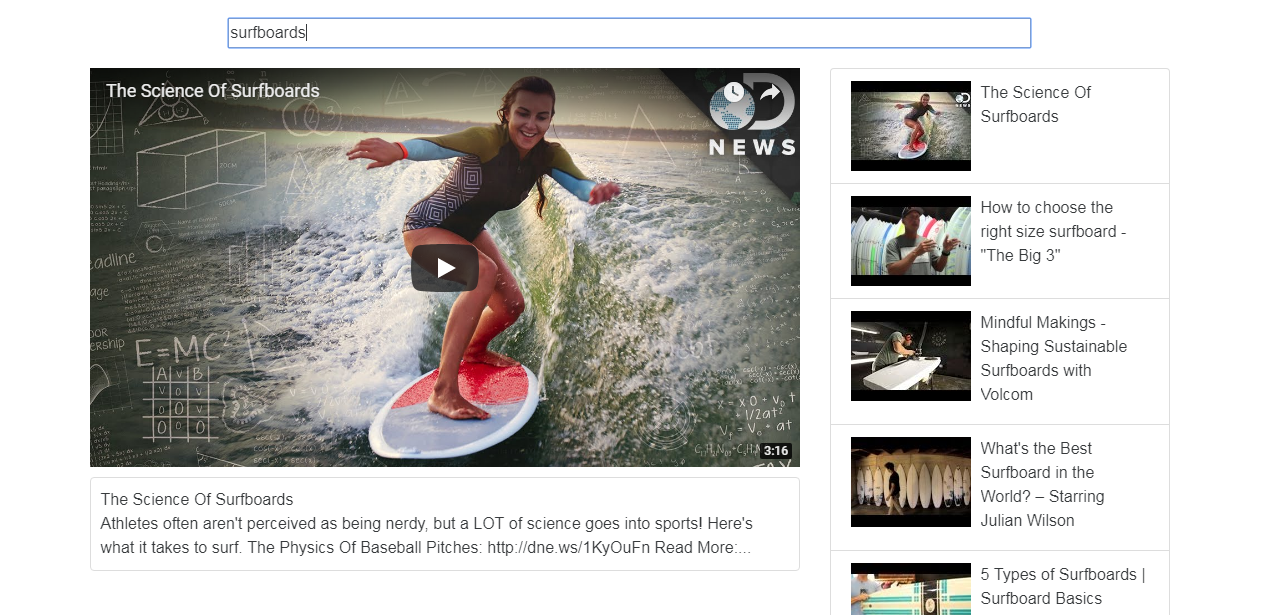 surfboards
The Science Of Surfboards
NEWS
E=MC²
3:16
The Science Of Surfboards
Athletes often aren't perceived as being nerdy, but a LOT of science goes into sports! Here's
what it takes to surf. The Physics Of Baseball Pitches: http://dne.ws/1KyOuFn Read More:...
The Science Of
Surfboards
How to choose the
right size surfboard -
"The Big 3"
Mindful Makings -
Shaping Sustainable
Surfboards with
Volcom
What's the Best
Surfboard in the
World? – Starring
Julian Wilson
5 Types of Surfboards |
Surfboard Basics